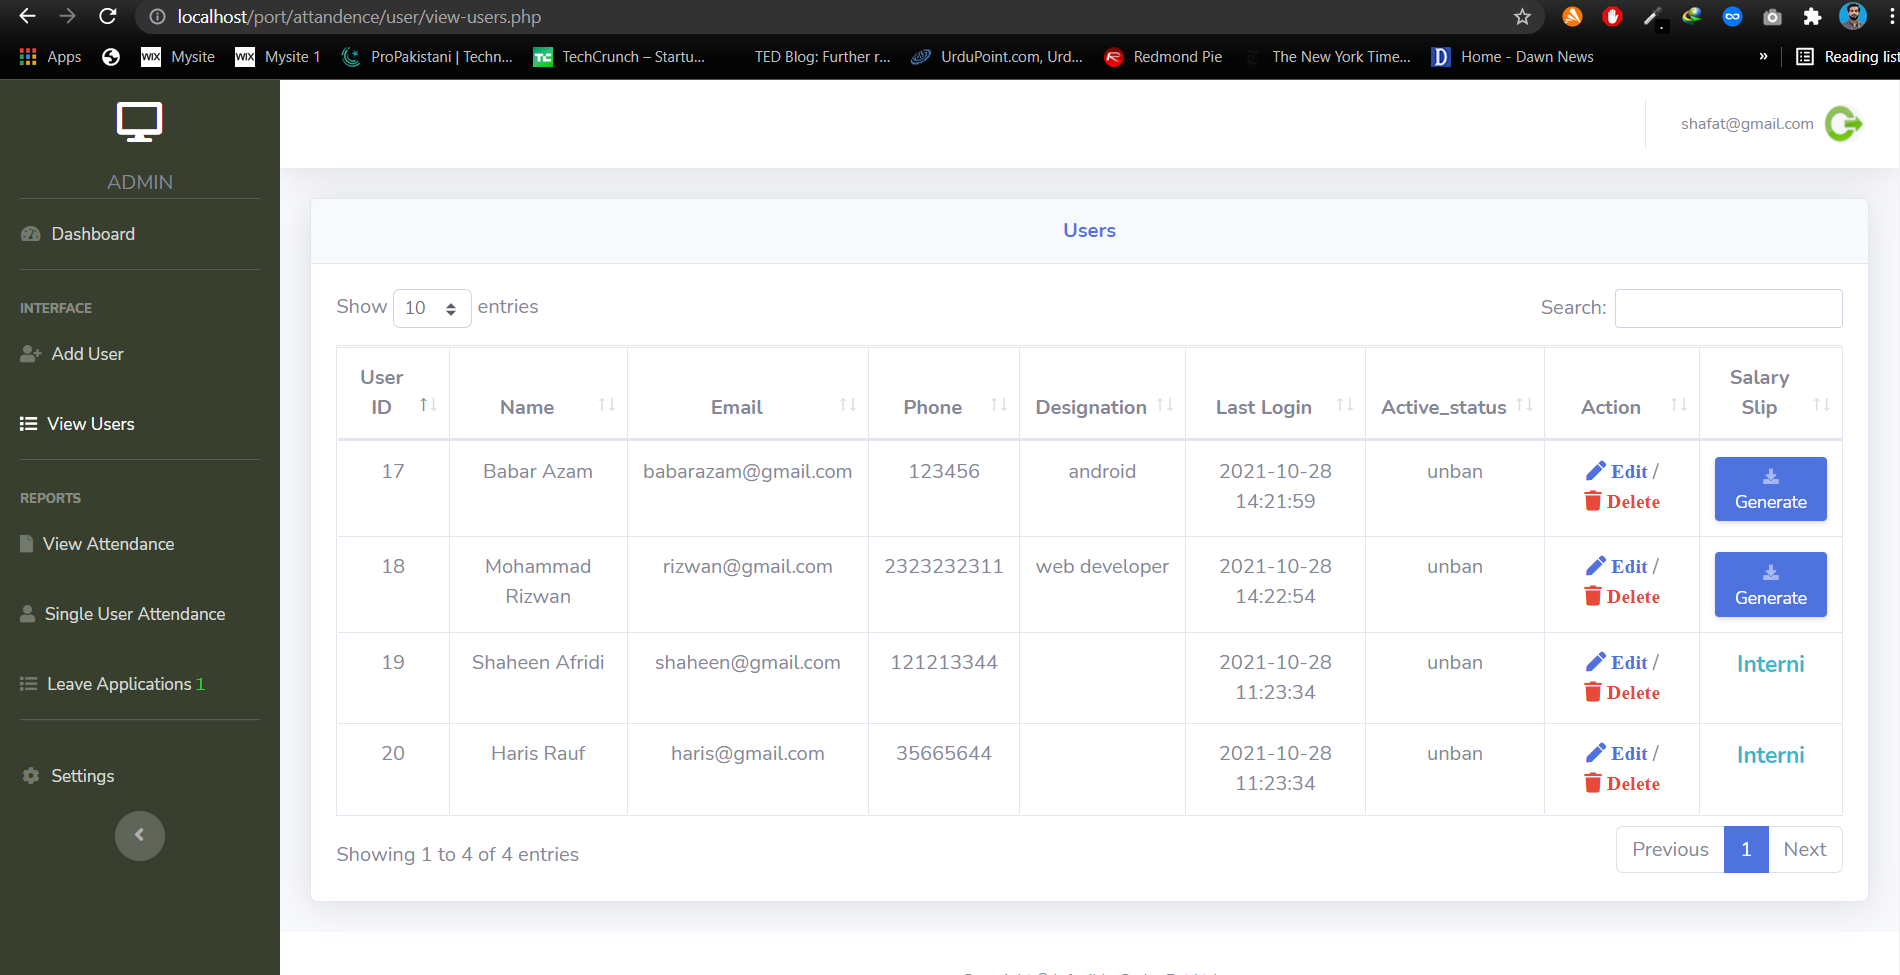 localhost/port/attandence/user/view-users.php
Apps Mysite Mysite 1 ProPakistani | Techn... TechCrunch – Startu... TED Blog: Further r... UrduPoint.com, Urd... Redmond Pie The New York Time... Home - Dawn News » Reading list
shafat@gmail.com
ADMIN
Dashboard
INTERFACE
Add User
View Users
REPORTS
View Attendance
Single User Attendance
Leave Applications 1
Settings
Users
Show 10 entries
Search:
User ID Name Email Phone Designation Last Login Active_status Action Salary Slip
17 Babar Azam babarazam@gmail.com 123456 android 2021-10-28 14:21:59 unban Edit / Delete Generate
18 Mohammad Rizwan rizwan@gmail.com 2323232311 web developer 2021-10-28 14:22:54 unban Edit / Delete Generate
19 Shaheen Afridi shaheen@gmail.com 121213344 2021-10-28 11:23:34 unban Edit / Delete Interni
20 Haris Rauf haris@gmail.com 35665644 2021-10-28 11:23:34 unban Edit / Delete Interni
Showing 1 to 4 of 4 entries
Previous 1 Next